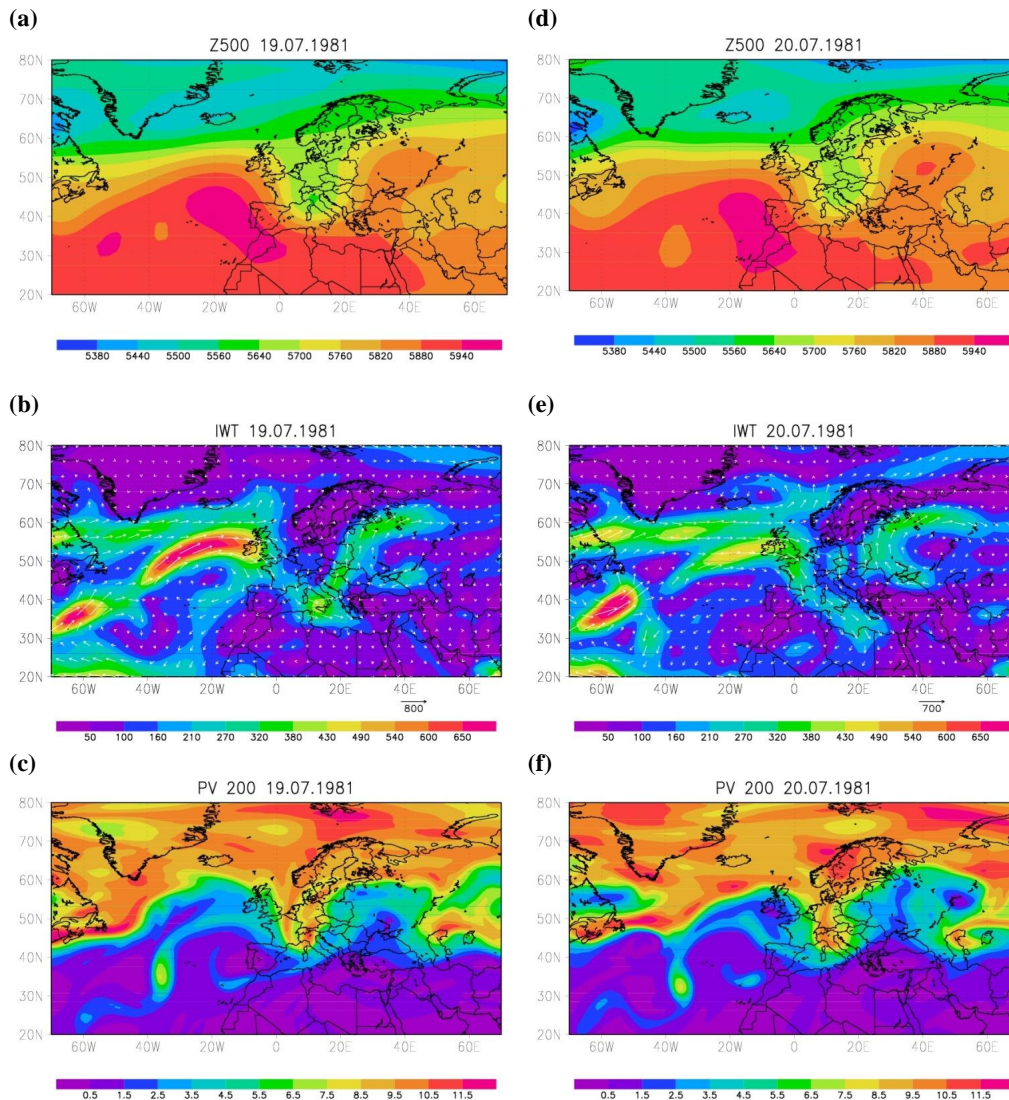 (a)
Z500 19.07.1981
80N
70N
60N
50N
40N
30N
20N
60W 40W 20W 0 20E 40E 60E
5380 5440 5500 5560 5640 5700 5760 5820 5880 5940
(d)
Z500 20.07.1981
80N
70N
60N
50N
40N
30N
20N
60W 40W 20W 0 20E 40E 60E
5380 5440 5500 5560 5640 5700 5760 5820 5880 5940
(b)
IWT 19.07.1981
80N
70N
60N
50N
40N
30N
20N
60W 40W 20W 0 20E 40E 60E
800
50 100 160 210 270 320 380 430 490 540 600 650
(e)
IWT 20.07.1981
80N
70N
60N
50N
40N
30N
20N
60W 40W 20W 0 20E 40E 60E
700
50 100 160 210 270 320 380 430 490 540 600 650
(c)
PV 200 19.07.1981
80N
70N
60N
50N
40N
30N
20N
60W 40W 20W 0 20E 40E 60E
0.5 1.5 2.5 3.5 4.5 5.5 6.5 7.5 8.5 9.5 10.5 11.5
(f)
PV 200 20.07.1981
80N
70N
60N
50N
40N
30N
20N
60W 40W 20W 0 20E 40E 60E
0.5 1.5 2.5 3.5 4.5 5.5 6.5 7.5 8.5 9.5 10.5 11.5